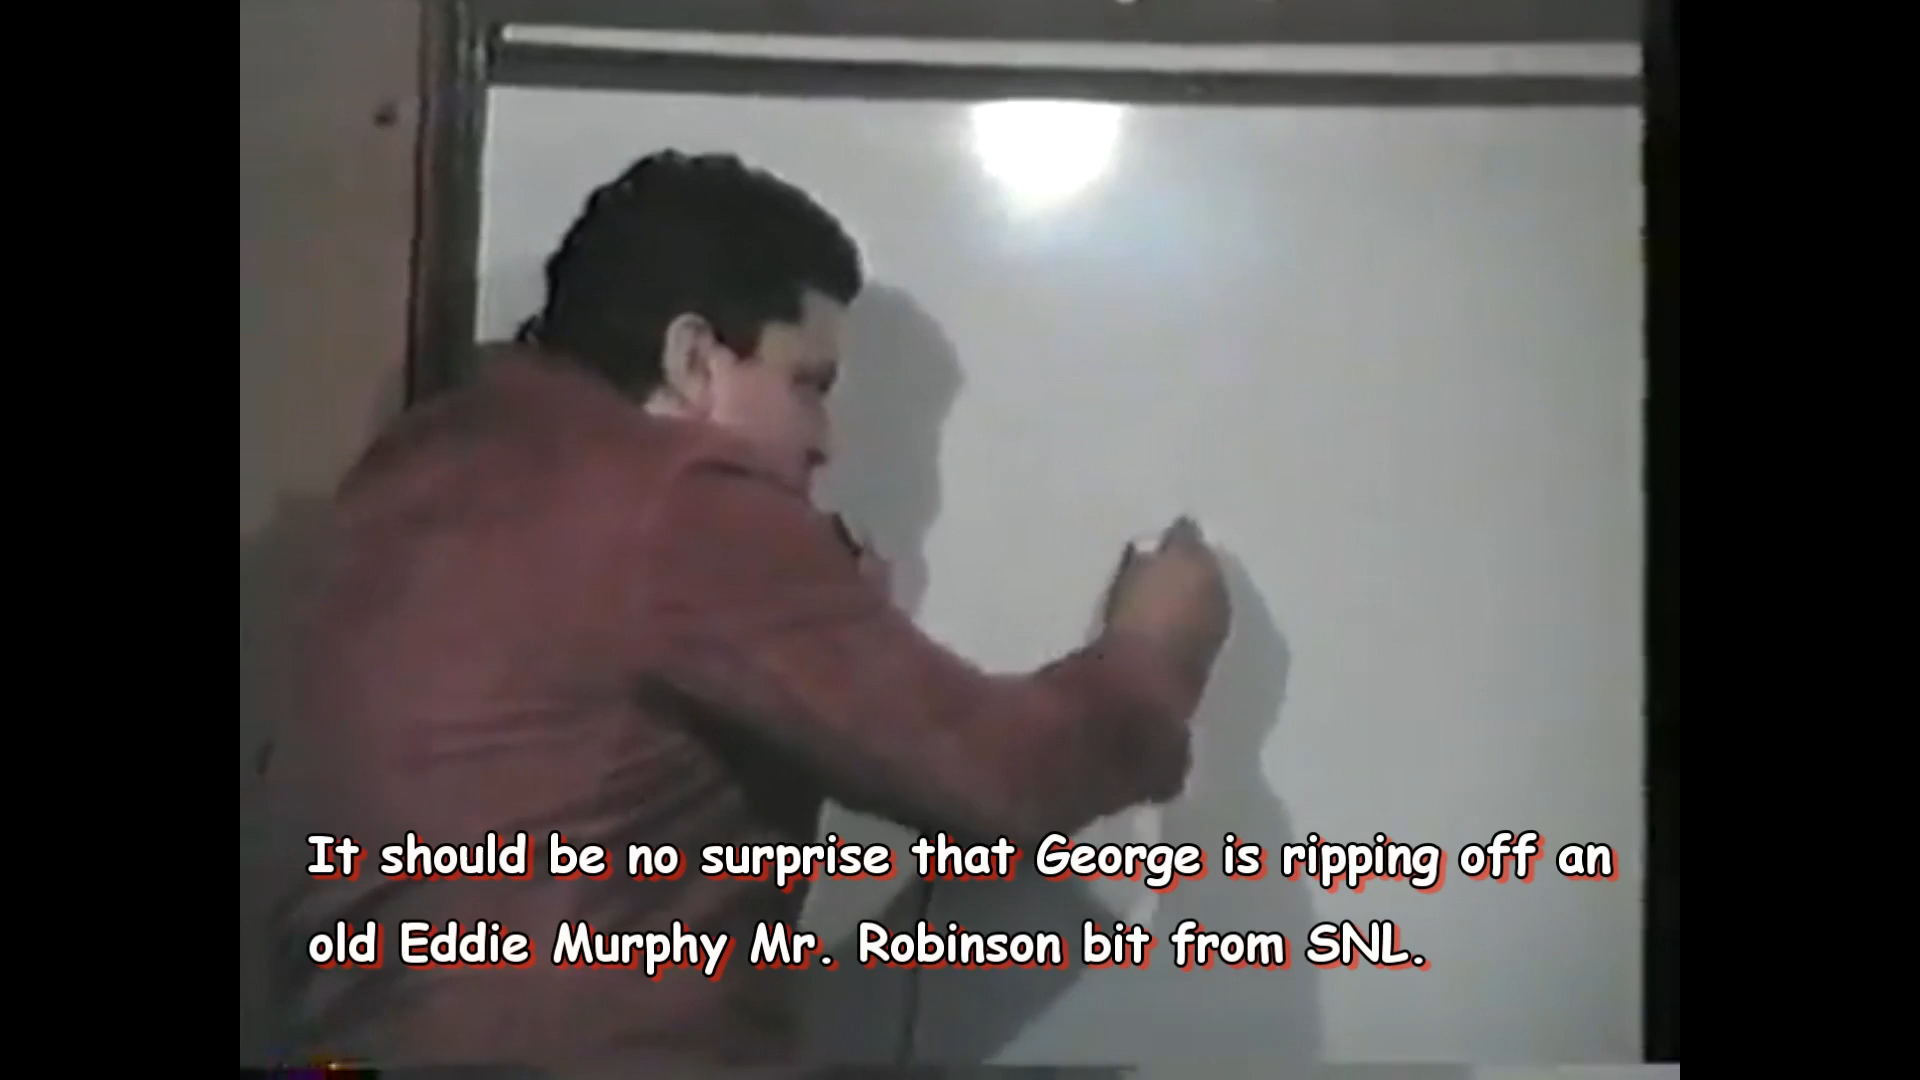 It should be no surprise that George is ripping off an
old Eddie Murphy Mr. Robinson bit from SNL.